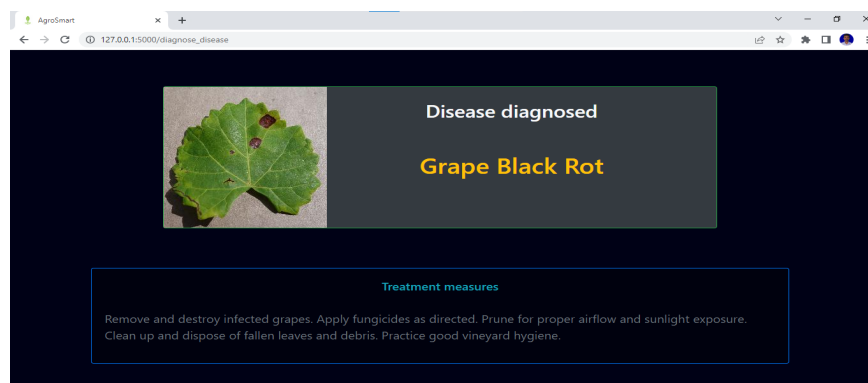 AgroSmart
127.0.0.1:5000/diagnose_disease
Disease diagnosed
Grape Black Rot
Treatment measures
Remove and destroy infected grapes. Apply fungicides as directed. Prune for proper airflow and sunlight exposure.
Clean up and dispose of fallen leaves and debris. Practice good vineyard hygiene.